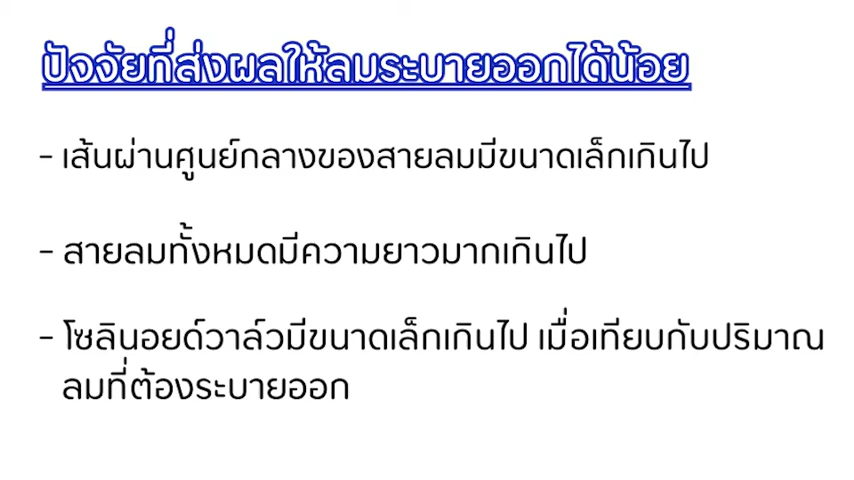 ปัจจัยที่ส่งผลให้ลมระบายออกได้น้อย
- เส้นผ่านศูนย์กลางของสายลมมีขนาดเล็กเกินไป
- สายลมทั้งหมดมีความยาวมากเกินไป
- โซลินอยด์วาล์วมีขนาดเล็กเกินไป เมื่อเทียบกับปริมาณ
ลมที่ต้องระบายออก